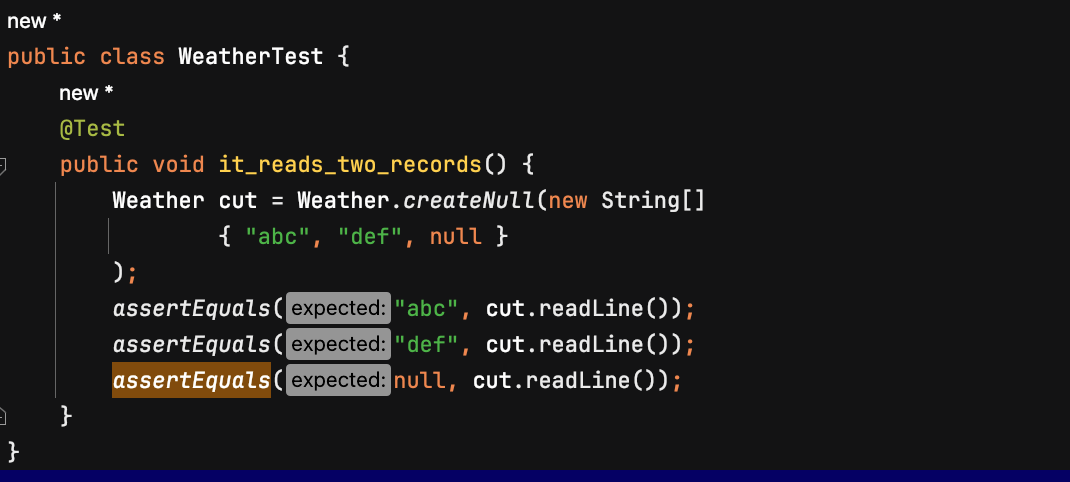 new *
public class WeatherTest {
new *
@Test
public void it_reads_two_records() {
Weather cut = Weather.createNull(new String[]
{ "abc", "def", null }
);
assertEquals( expected: "abc", cut.readLine());
assertEquals( expected: "def", cut.readLine());
assertEquals( expected: null, cut.readLine());
}
}